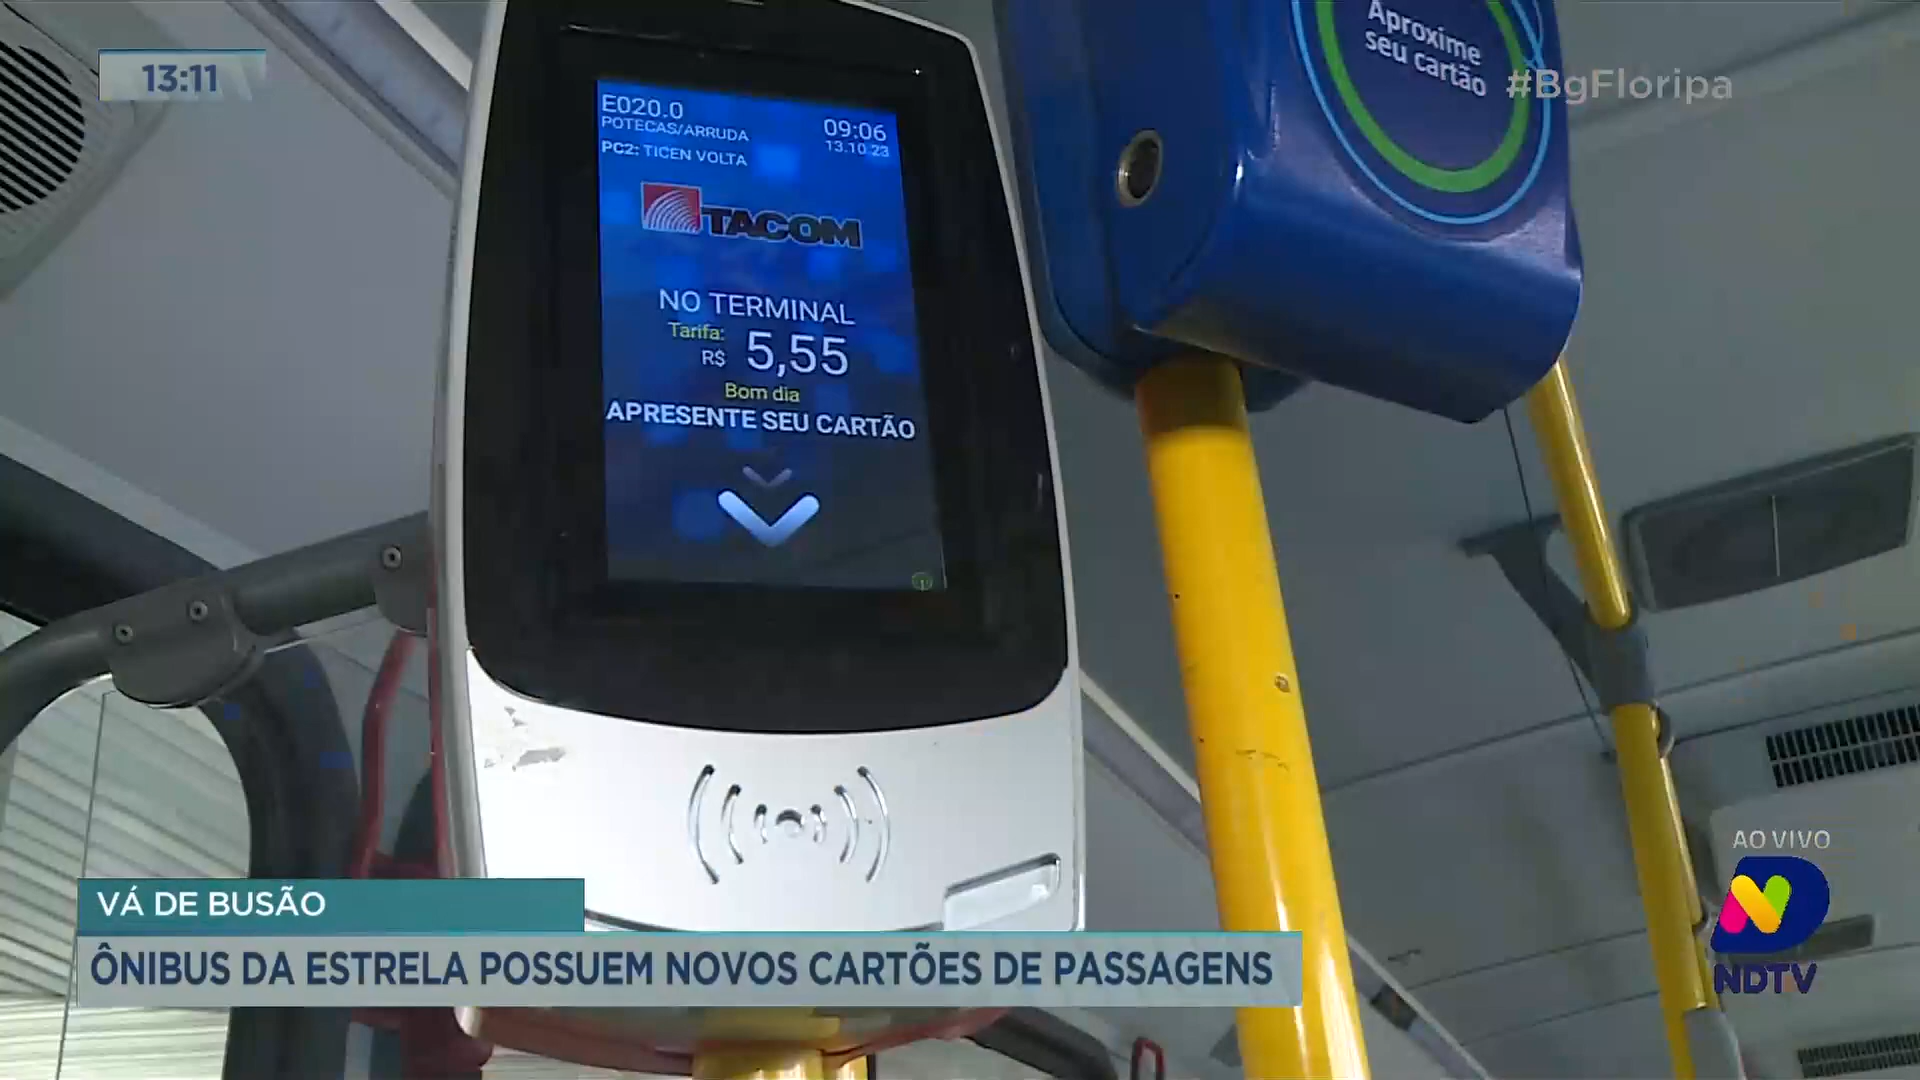 13:11
#BgFloripa
Aproxime
seu cartão
E020.0
POTECAS/ARRUDA
PC2: TICEN VOLTA
09:06
13.10.23
TACOM
NO TERMINAL
Tarifa:
R$ 5,55
Bom dia
APRESENTE SEU CARTÃO
AO VIVO
NDTV
VÁ DE BUSÃO
ÔNIBUS DA ESTRELA POSSUEM NOVOS CARTÕES DE PASSAGENS